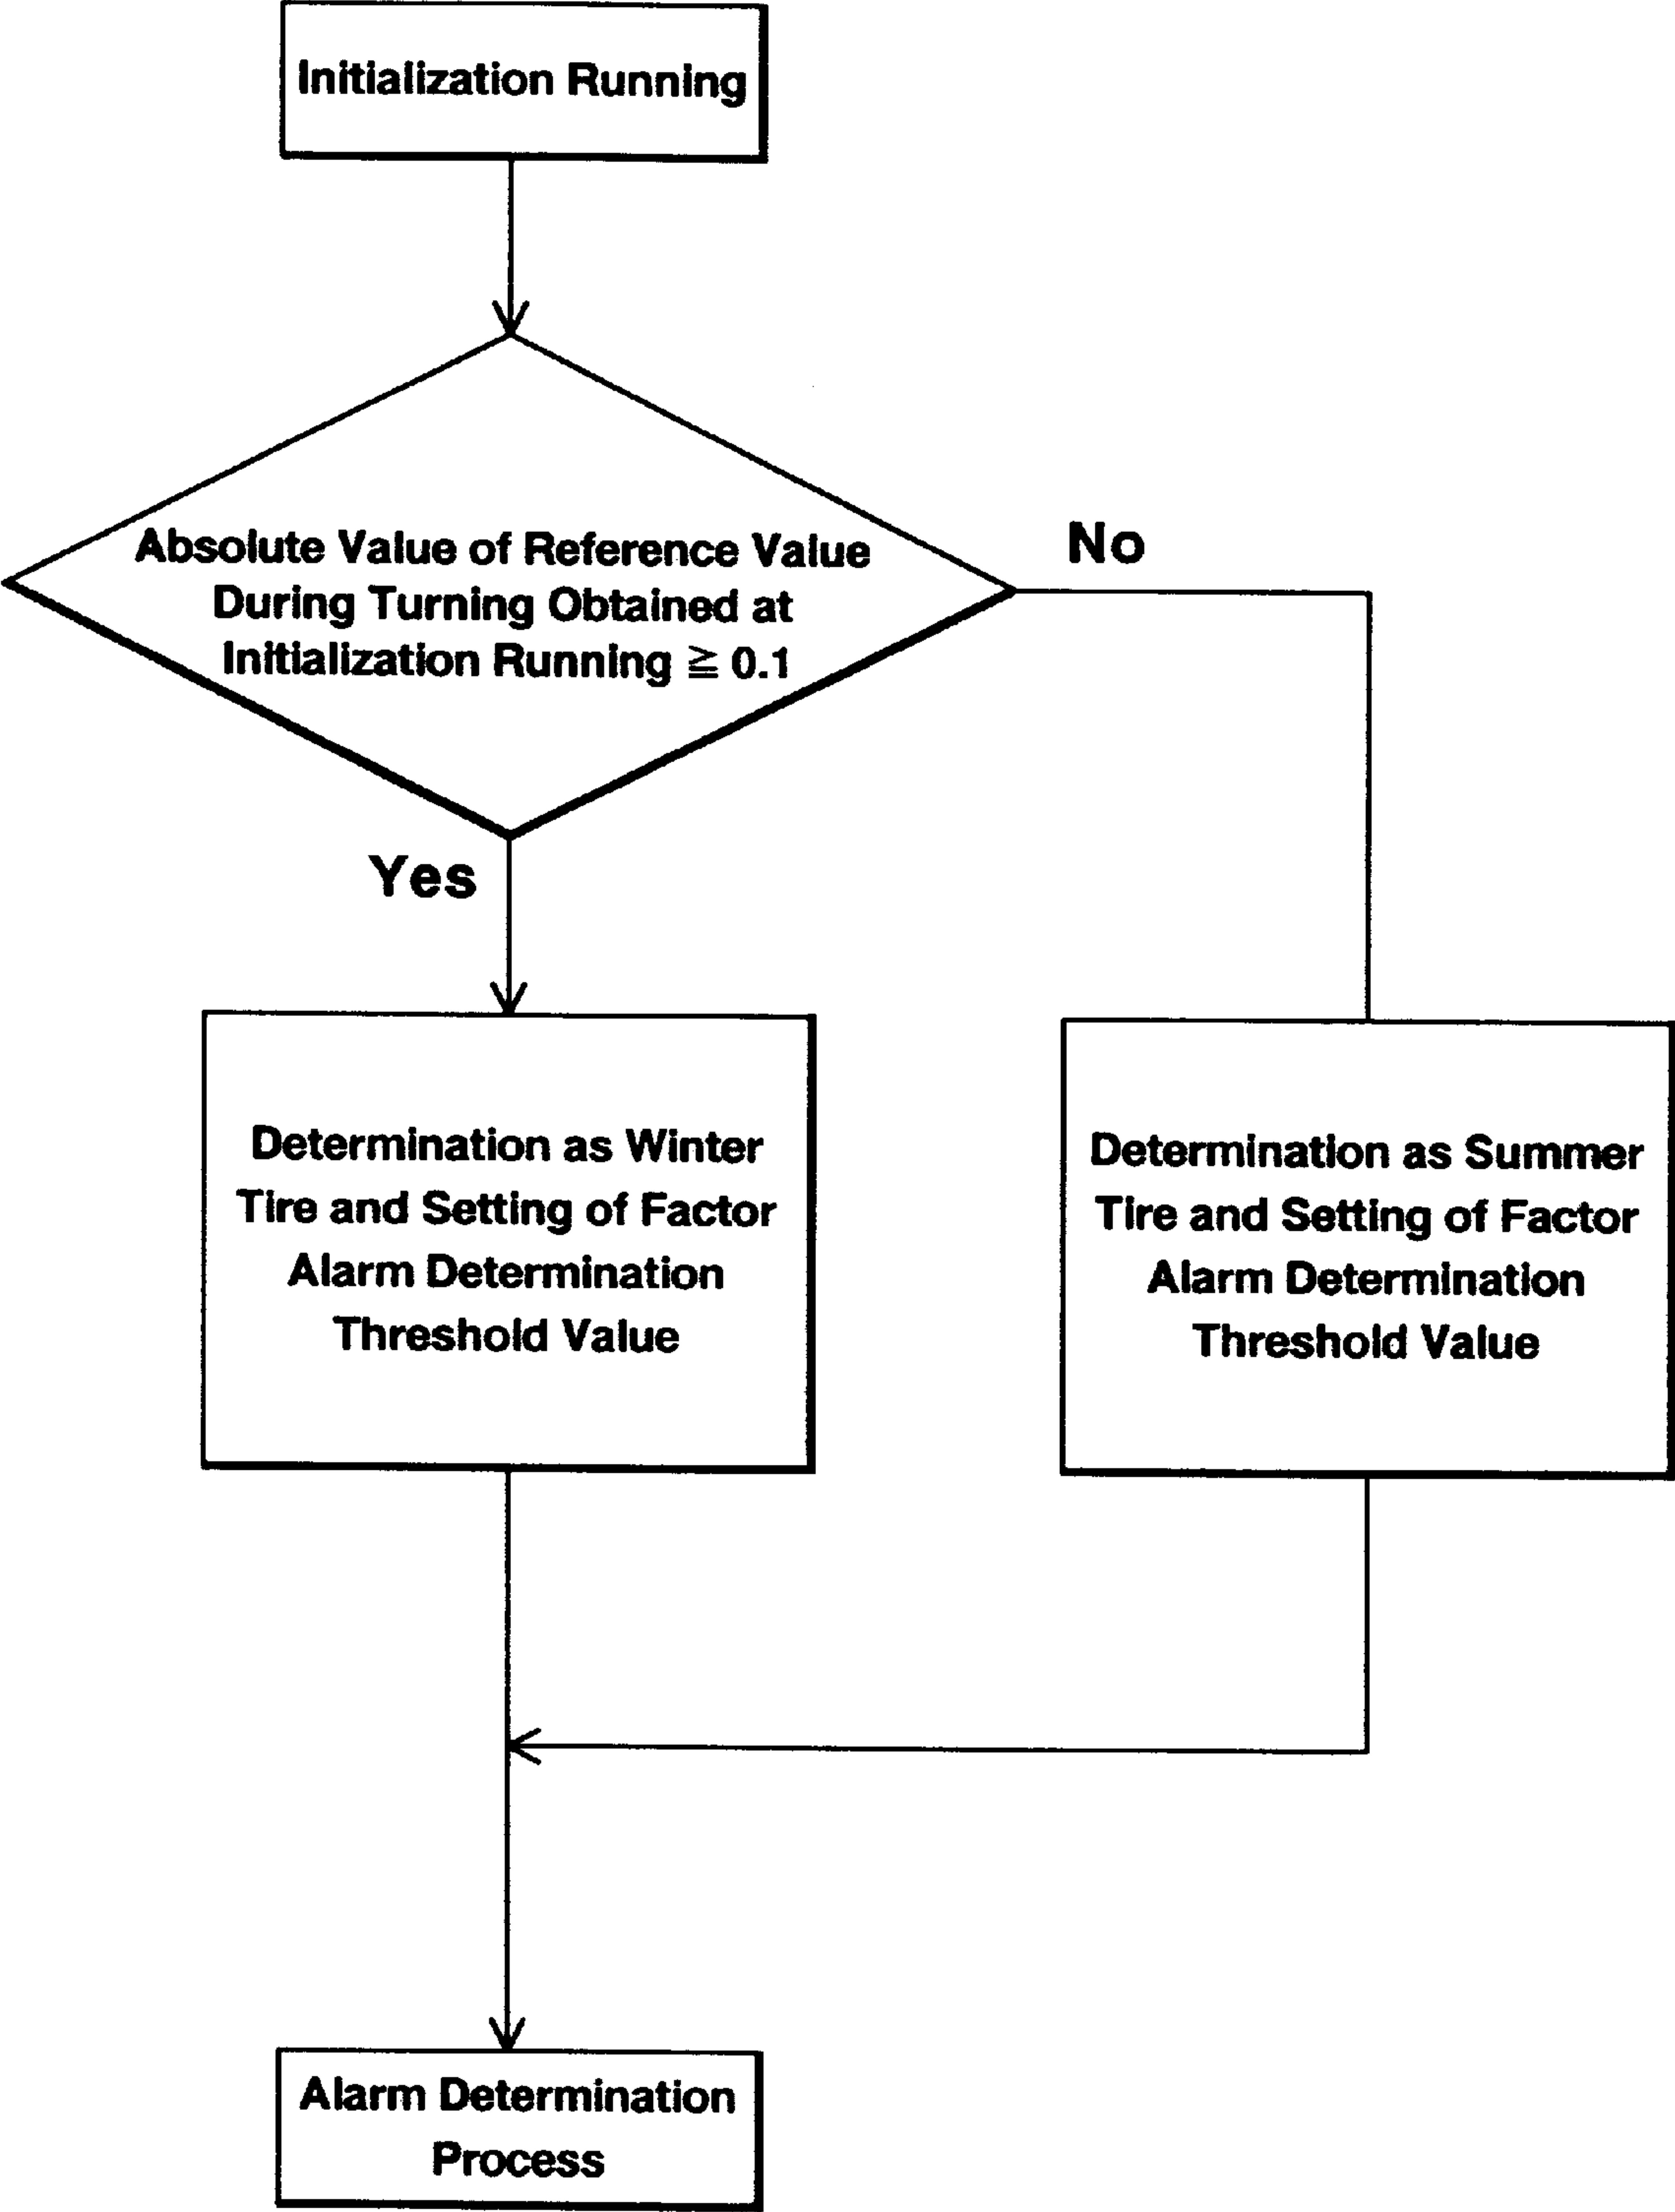 Initialization Running
Absolute Value of Reference Value
During Turning Obtained at
Initialization Running ≧ 0.1
No
Yes
Determination as Winter
Tire and Setting of Factor
Alarm Determination
Threshold Value
Determination as Summer
Tire and Setting of Factor
Alarm Determination
Threshold Value
Alarm Determination
Process